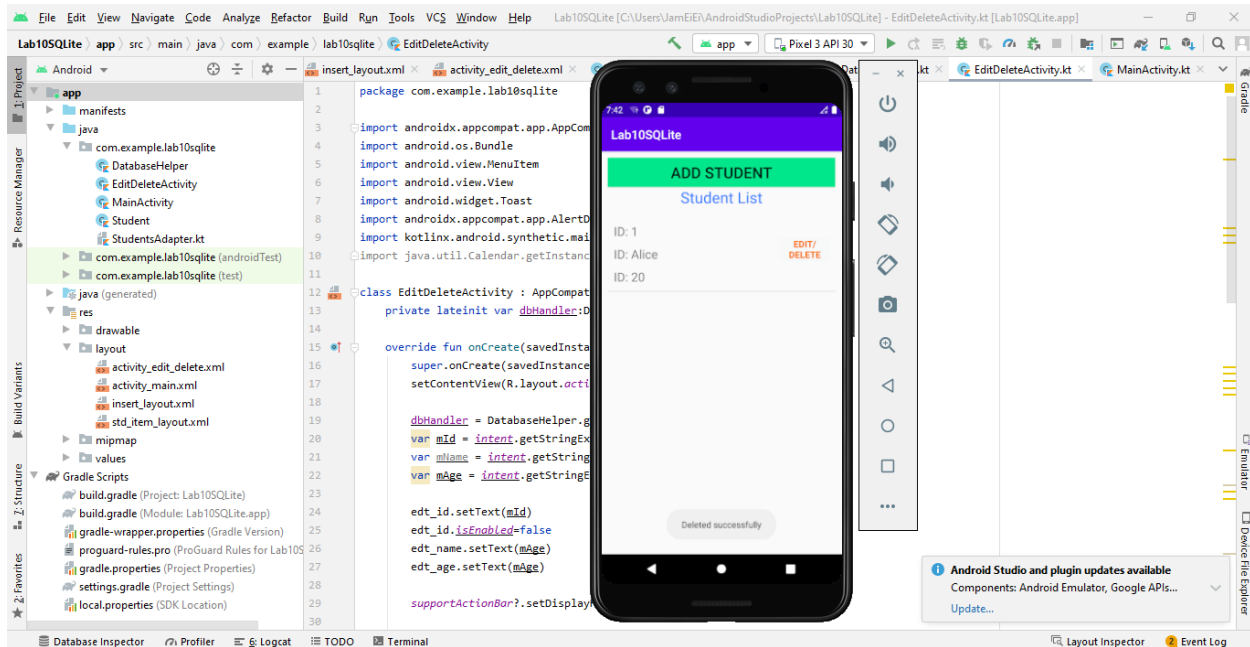 File Edit View Navigate Code Analyze Refactor Build Run Tools VCS Window Help Lab10SQLite [C:\Users\JamEiEi\AndroidStudioProjects\Lab10SQLite] - EditDeleteActivity.kt [Lab10SQLite.app]
Lab10SQLite app src main java com example lab10sqlite EditDeleteActivity app Pixel 3 API 30
Android insert_layout.xml activity_edit_delete.xml Dat .kt EditDeleteActivity.kt MainActivity.kt
1: Project
Resource Manager
Build Variants
Z: Structure
2: Favorites
app
manifests
java
com.example.lab10sqlite
DatabaseHelper
EditDeleteActivity
MainActivity
Student
StudentsAdapter.kt
com.example.lab10sqlite (androidTest)
com.example.lab10sqlite (test)
java (generated)
res
drawable
layout
activity_edit_delete.xml
activity_main.xml
insert_layout.xml
std_item_layout.xml
mipmap
values
Gradle Scripts
build.gradle (Project: Lab10SQLite)
build.gradle (Module: Lab10SQLite.app)
gradle-wrapper.properties (Gradle Version)
proguard-rules.pro (ProGuard Rules for Lab10S
gradle.properties (Project Properties)
settings.gradle (Project Settings)
local.properties (SDK Location)
1 package com.example.lab10sqlite
2
3 import androidx.appcompat.app.AppCom
4 import android.os.Bundle
5 import android.view.MenuItem
6 import android.view.View
7 import android.widget.Toast
8 import androidx.appcompat.app.AlertD
9 import kotlinx.android.synthetic.mai
10 import java.util.Calendar.getInstanc
11
12 class EditDeleteActivity : AppCompat
13 private lateinit var dbHandler:D
14
15 override fun onCreate(savedInsta
16 super.onCreate(savedInstance
17 setContentView(R.layout.acti
18
19 dbHandler = DatabaseHelper.g
20 var mId = intent.getStringEx
21 var mName = intent.getString
22 var mAge = intent.getStringE
23
24 edt_id.setText(mId)
25 edt_id.isEnabled=false
26 edt_name.setText(mAge)
27 edt_age.setText(mAge)
28
29 supportActionBar?.setDisplay
30
7:42
Lab10SQLite
ADD STUDENT
Student List
ID: 1
ID: Alice
ID: 20
EDIT/
DELETE
Deleted successfully
Gradle
Emulator
Device File Explorer
Android Studio and plugin updates available
Components: Android Emulator, Google APIs...
Update...
Database Inspector Profiler 6: Logcat TODO Terminal Layout Inspector 2 Event Log